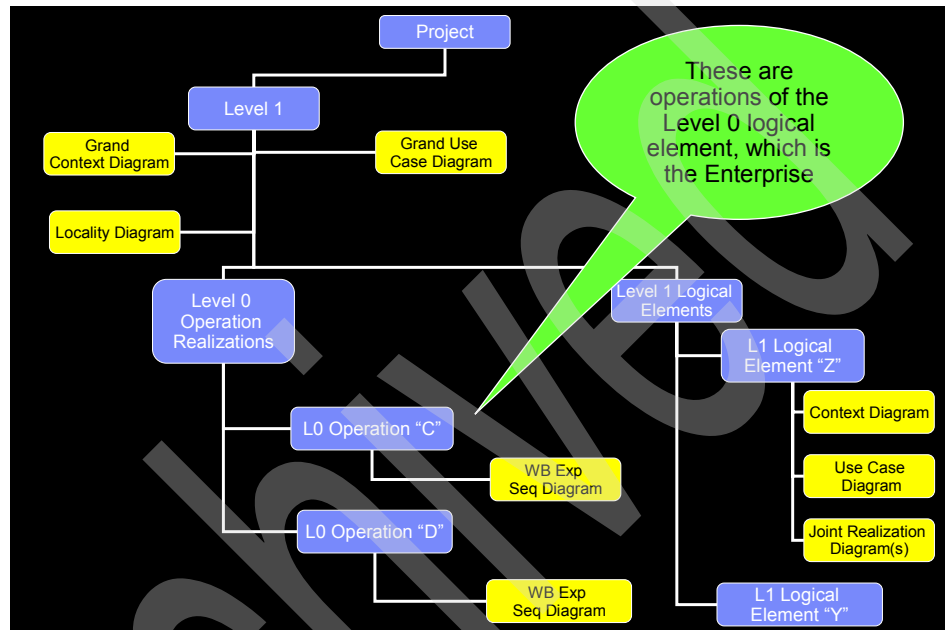 Project
Level 1
Grand
Context Diagram
Grand Use
Case Diagram
Locality Diagram
These are
operations of the
Level 0 logical
element, which is
the Enterprise
Level 0
Operation
Realizations
Level 1 Logical
Elements
L1 Logical
Element “Z”
Context Diagram
Use Case
Diagram
Joint Realization
Diagram(s)
L0 Operation “C”
WB Exp
Seq Diagram
L0 Operation “D”
WB Exp
Seq Diagram
L1 Logical
Element “Y”